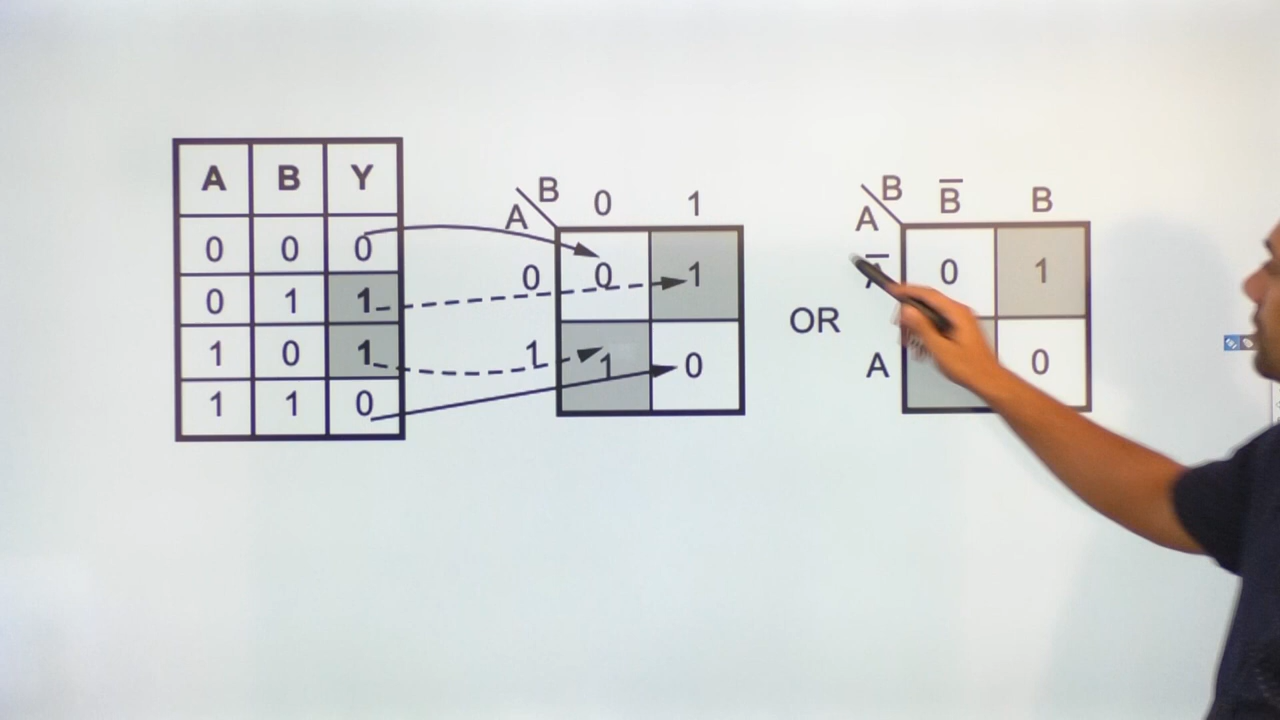 A B Y
0 0 0
0 1 1
1 0 1
1 1 0
B
A
0 1
0 0 1
1 1 0
OR
B
A
B̅ B
A̅ 0 1
A 0